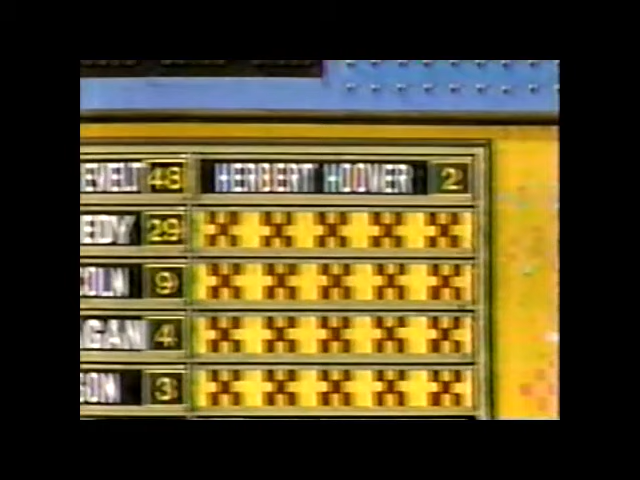 EVELT 48 HERBERT HOOVER 2
EDY 29
OLN 9
GAN 4
SON 3